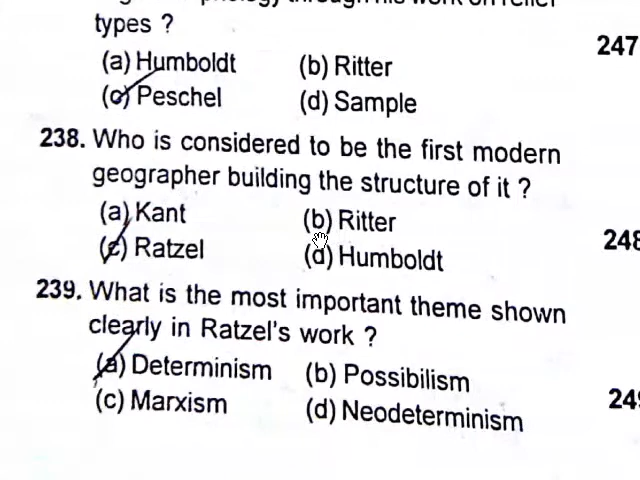 types ?
(a) Humboldt (b) Ritter
(c) Peschel (d) Sample
238. Who is considered to be the first modern
geographer building the structure of it ?
(a) Kant (b) Ritter
(c) Ratzel (d) Humboldt
239. What is the most important theme shown
clearly in Ratzel's work ?
(a) Determinism (b) Possibilism
(c) Marxism (d) Neodeterminism
247
248